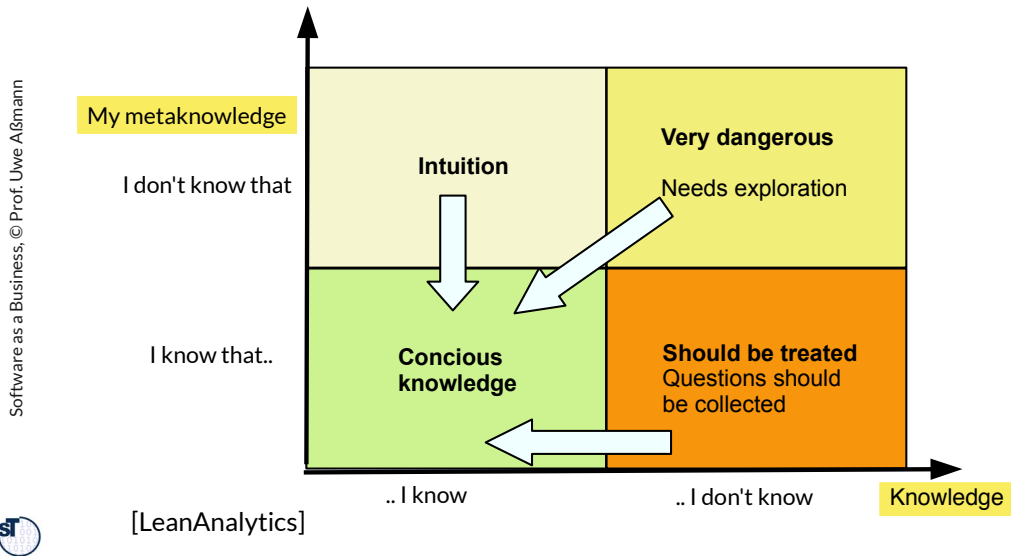 Software as a Business, © Prof. Uwe Aßmann
My metaknowledge
I don't know that
I know that..
Intuition
Very dangerous
Needs exploration
Concious
knowledge
Should be treated
Questions should
be collected
.. I know
.. I don't know
Knowledge
[LeanAnalytics]
sT